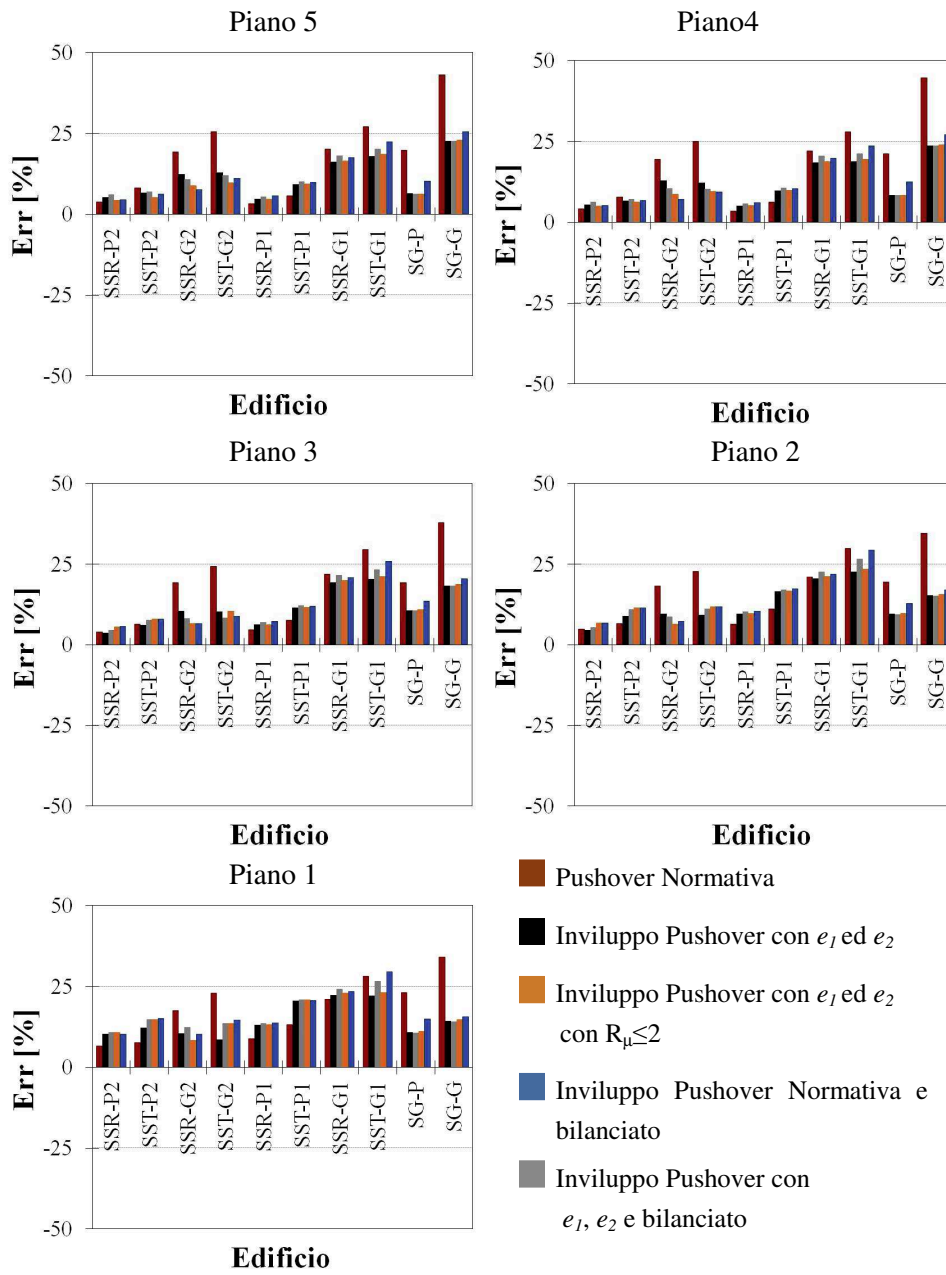 Piano 5
50
25
0
-25
-50
Err [%]
SSR-P2
SST-P2
SSR-G2
SST-G2
SSR-P1
SST-P1
SSR-G1
SST-G1
SG-P
SG-G
Edificio
Piano4
50
25
0
-25
-50
Err [%]
SSR-P2
SST-P2
SSR-G2
SST-G2
SSR-P1
SST-P1
SSR-G1
SST-G1
SG-P
SG-G
Edificio
Piano 3
50
25
0
-25
-50
Err [%]
SSR-P2
SST-P2
SSR-G2
SST-G2
SSR-P1
SST-P1
SSR-G1
SST-G1
SG-P
SG-G
Edificio
Piano 2
50
25
0
-25
-50
Err [%]
SSR-P2
SST-P2
SSR-G2
SST-G2
SSR-P1
SST-P1
SSR-G1
SST-G1
SG-P
SG-G
Edificio
Piano 1
50
25
0
-25
-50
Err [%]
SSR-P2
SST-P2
SSR-G2
SST-G2
SSR-P1
SST-P1
SSR-G1
SST-G1
SG-P
SG-G
Edificio
Pushover Normativa
Inviluppo Pushover con e1 ed e2
Inviluppo Pushover con e1 ed e2
con Rμ≤2
Inviluppo Pushover Normativa e
bilanciato
Inviluppo Pushover con
e1, e2 e bilanciato